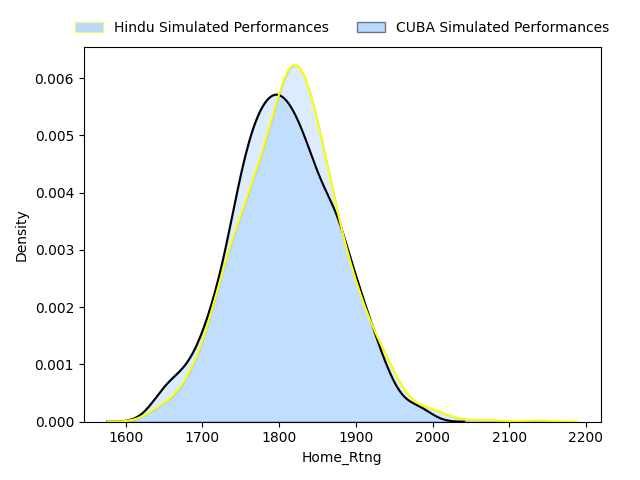 Hindu Simulated Performances CUBA Simulated Performances
0.006
0.005
0.004
0.003
0.002
0.001
0.000
Density
1600 1700 1800 1900 2000 2100 2200
Home_Rtng